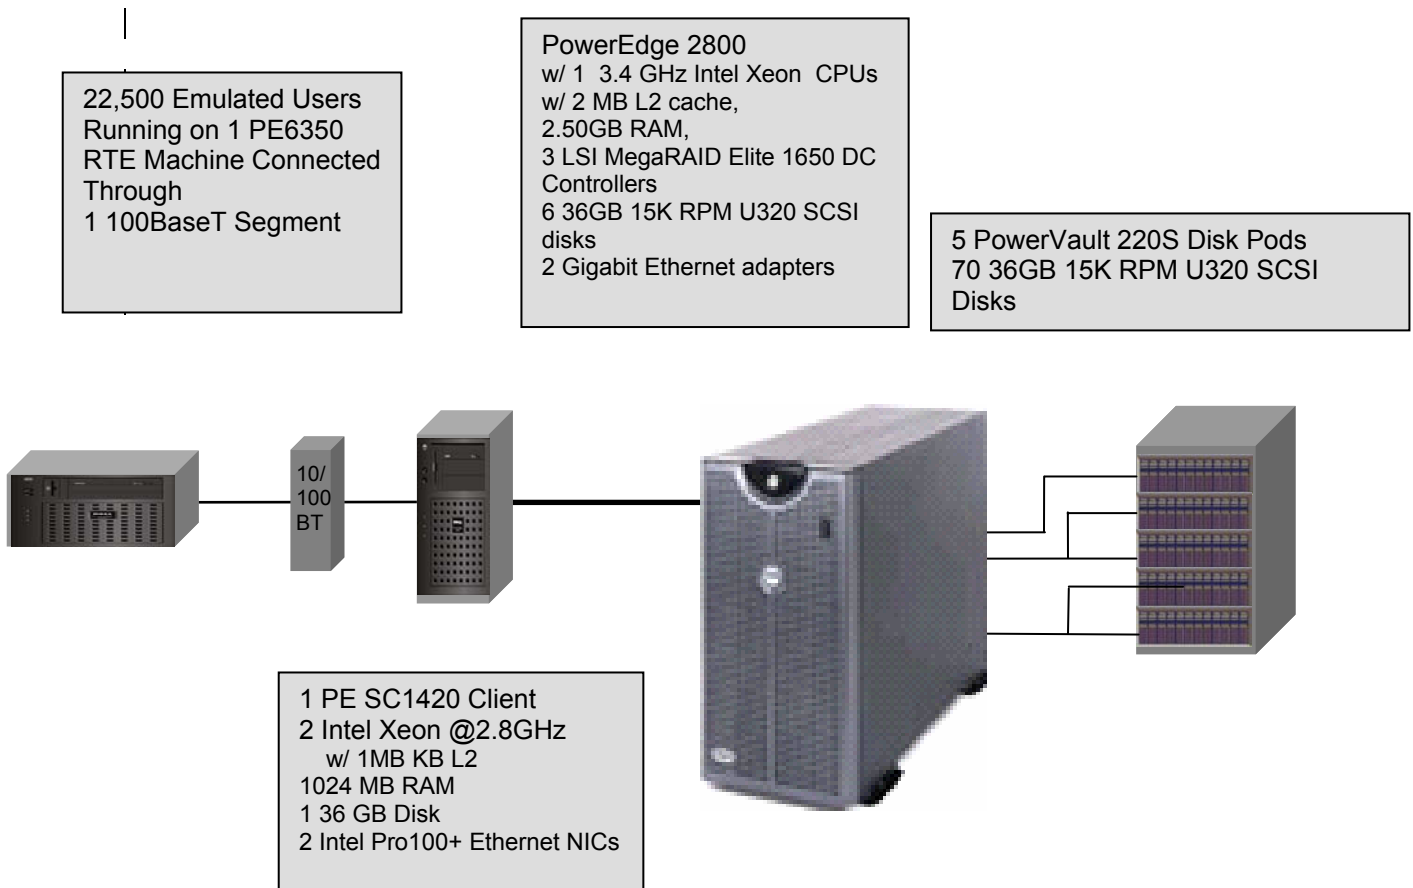 22,500 Emulated Users
Running on 1 PE6350
RTE Machine Connected
Through
1 100BaseT Segment
PowerEdge 2800
w/ 1 3.4 GHz Intel Xeon CPUs
w/ 2 MB L2 cache,
2.50GB RAM,
3 LSI MegaRAID Elite 1650 DC
Controllers
6 36GB 15K RPM U320 SCSI
disks
2 Gigabit Ethernet adapters
5 PowerVault 220S Disk Pods
70 36GB 15K RPM U320 SCSI
Disks
10/
100
BT
1 PE SC1420 Client
2 Intel Xeon @2.8GHz
w/ 1MB KB L2
1024 MB RAM
1 36 GB Disk
2 Intel Pro100+ Ethernet NICs